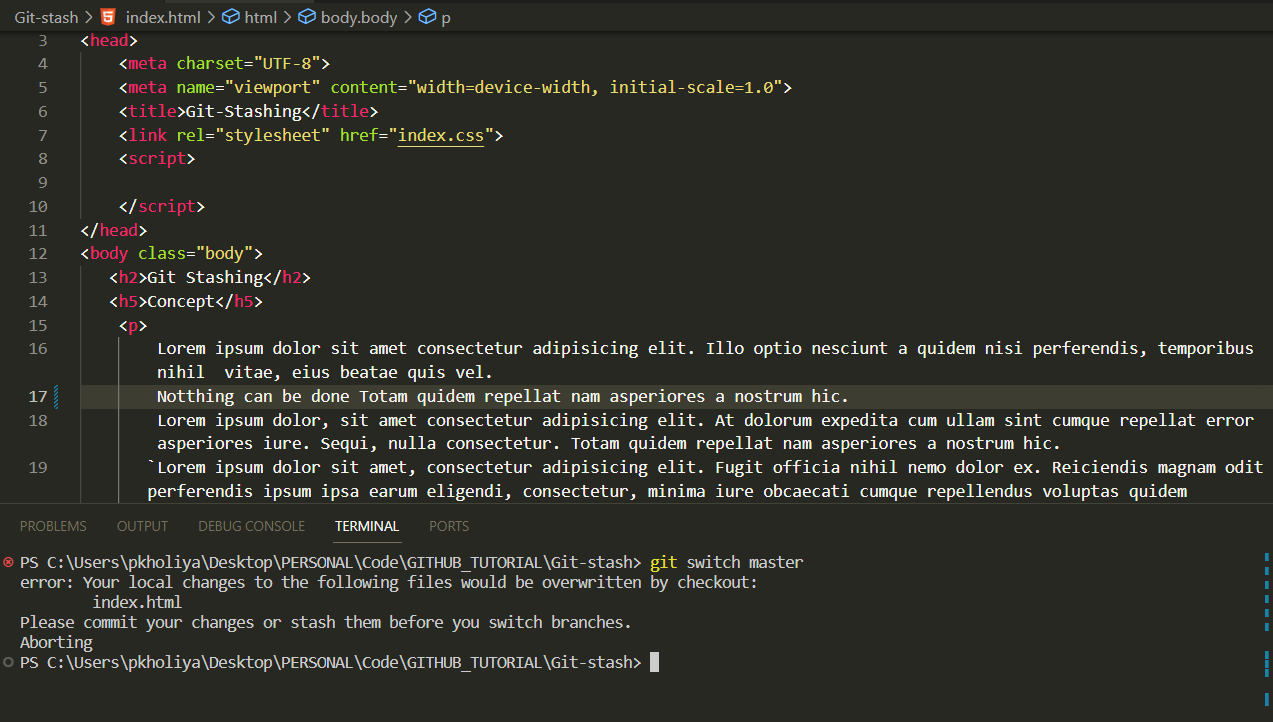 Git-stash > index.html > html > body.body > p
3 <head>
4 <meta charset="UTF-8">
5 <meta name="viewport" content="width=device-width, initial-scale=1.0">
6 <title>Git-Stashing</title>
7 <link rel="stylesheet" href="index.css">
8 <script>
9
10 </script>
11 </head>
12 <body class="body">
13 <h2>Git Stashing</h2>
14 <h5>Concept</h5>
15 <p>
16 Lorem ipsum dolor sit amet consectetur adipisicing elit. Illo optio nesciunt a quidem nisi perferendis, temporibus
nihil  vitae, eius beatae quis vel.
17 Notthing can be done Totam quidem repellat nam asperiores a nostrum hic.
18 Lorem ipsum dolor, sit amet consectetur adipisicing elit. At dolorum expedita cum ullam sint cumque repellat error
asperiores iure. Sequi, nulla consectetur. Totam quidem repellat nam asperiores a nostrum hic.
19 `Lorem ipsum dolor sit amet, consectetur adipisicing elit. Fugit officia nihil nemo dolor ex. Reiciendis magnam odit
perferendis ipsum ipsa earum eligendi, consectetur, minima iure obcaecati cumque repellendus voluptas quidem
PROBLEMS OUTPUT DEBUG CONSOLE TERMINAL PORTS
PS C:\Users\pkholiya\Desktop\PERSONAL\Code\GITHUB_TUTORIAL\Git-stash> git switch master
error: Your local changes to the following files would be overwritten by checkout:
index.html
Please commit your changes or stash them before you switch branches.
Aborting
PS C:\Users\pkholiya\Desktop\PERSONAL\Code\GITHUB_TUTORIAL\Git-stash>